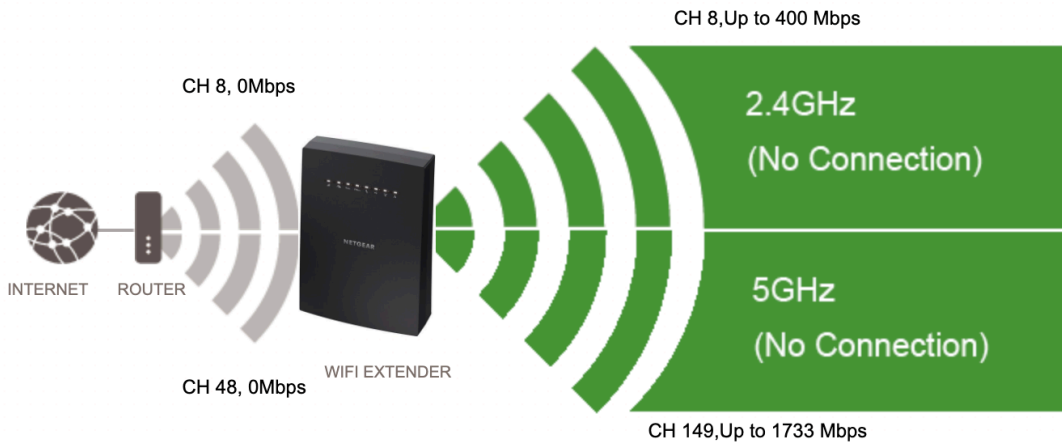 CH 8,Up to 400 Mbps
CH 8, 0Mbps
2.4GHz
(No Connection)
NETGEAR
INTERNET
ROUTER
5GHz
(No Connection)
WIFI EXTENDER
CH 48, 0Mbps
CH 149,Up to 1733 Mbps